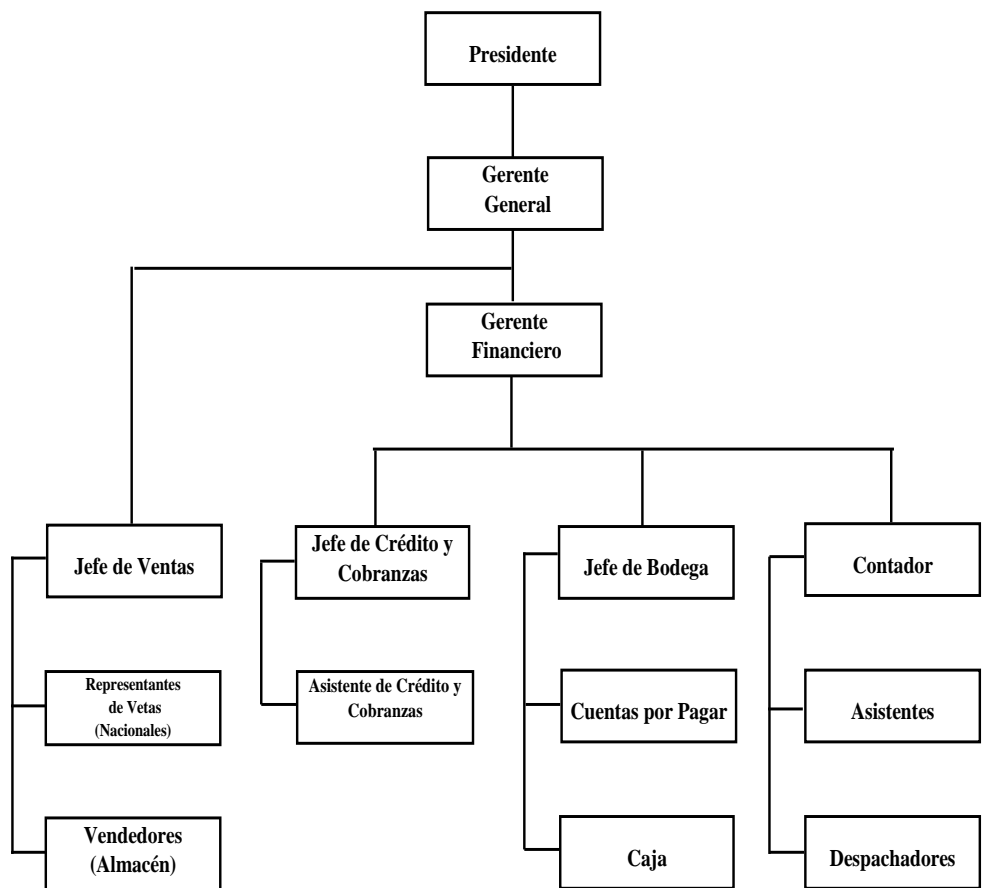 Presidente
Gerente
General
Gerente
Financiero
Jefe de Ventas
Jefe de Crédito y
Cobranzas
Jefe de Bodega
Contador
Representantes
de Vetas
(Nacionales)
Asistente de Crédito y
Cobranzas
Cuentas por Pagar
Asistentes
Vendedores
(Almacén)
Caja
Despachadores